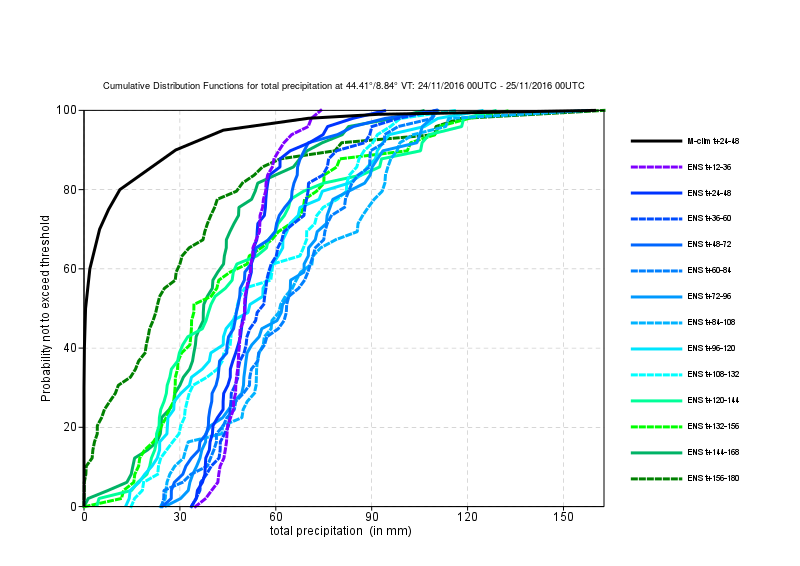 Cumulative Distribution Functions for total precipitation at 44.41°/8.84° VT: 24/11/2016 00UTC - 25/11/2016 00UTC
100
80
60
40
20
0
Probability not to exceed threshold
0 30 60 90 120 150
total precipitation (in mm)
M-clim t+24-48
ENS t+12-36
ENS t+24-48
ENS t+36-60
ENS t+48-72
ENS t+60-84
ENS t+72-96
ENS t+84-108
ENS t+96-120
ENS t+108-132
ENS t+120-144
ENS t+132-156
ENS t+144-168
ENS t+156-180